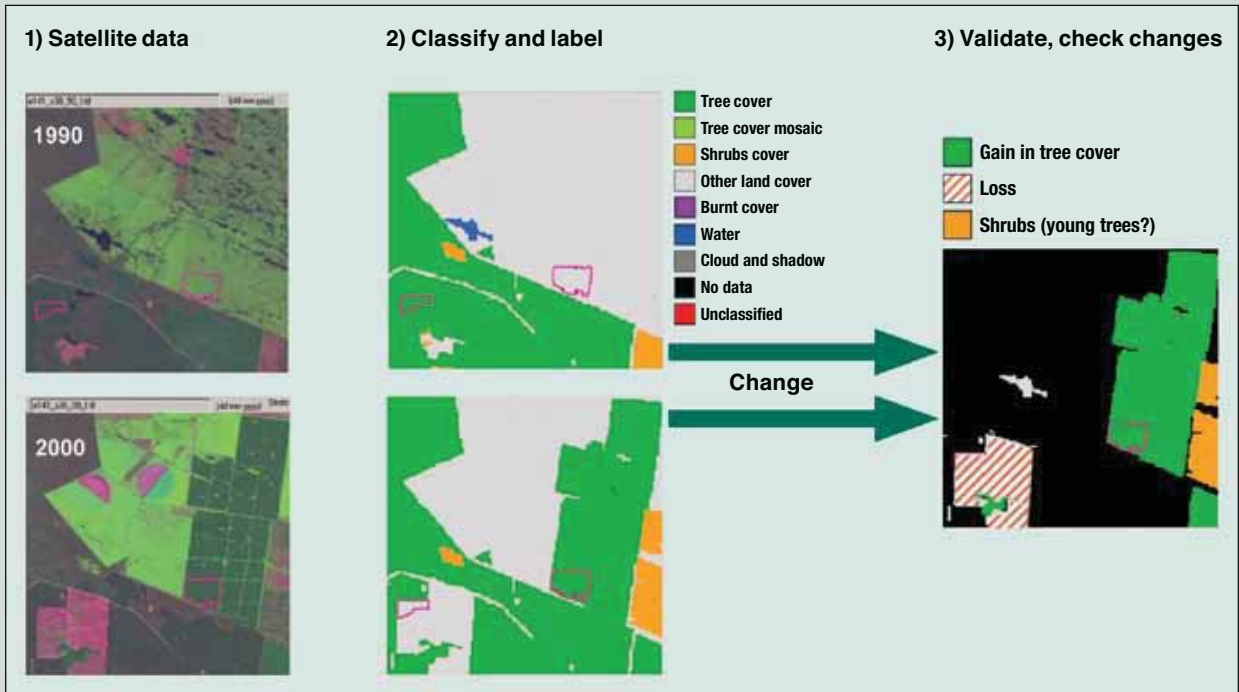 1) Satellite data
2) Classify and label
3) Validate, check changes
1990
2000
Tree cover
Tree cover mosaic
Shrubs cover
Other land cover
Burnt cover
Water
Cloud and shadow
No data
Unclassified
Change
Gain in tree cover
Loss
Shrubs (young trees?)